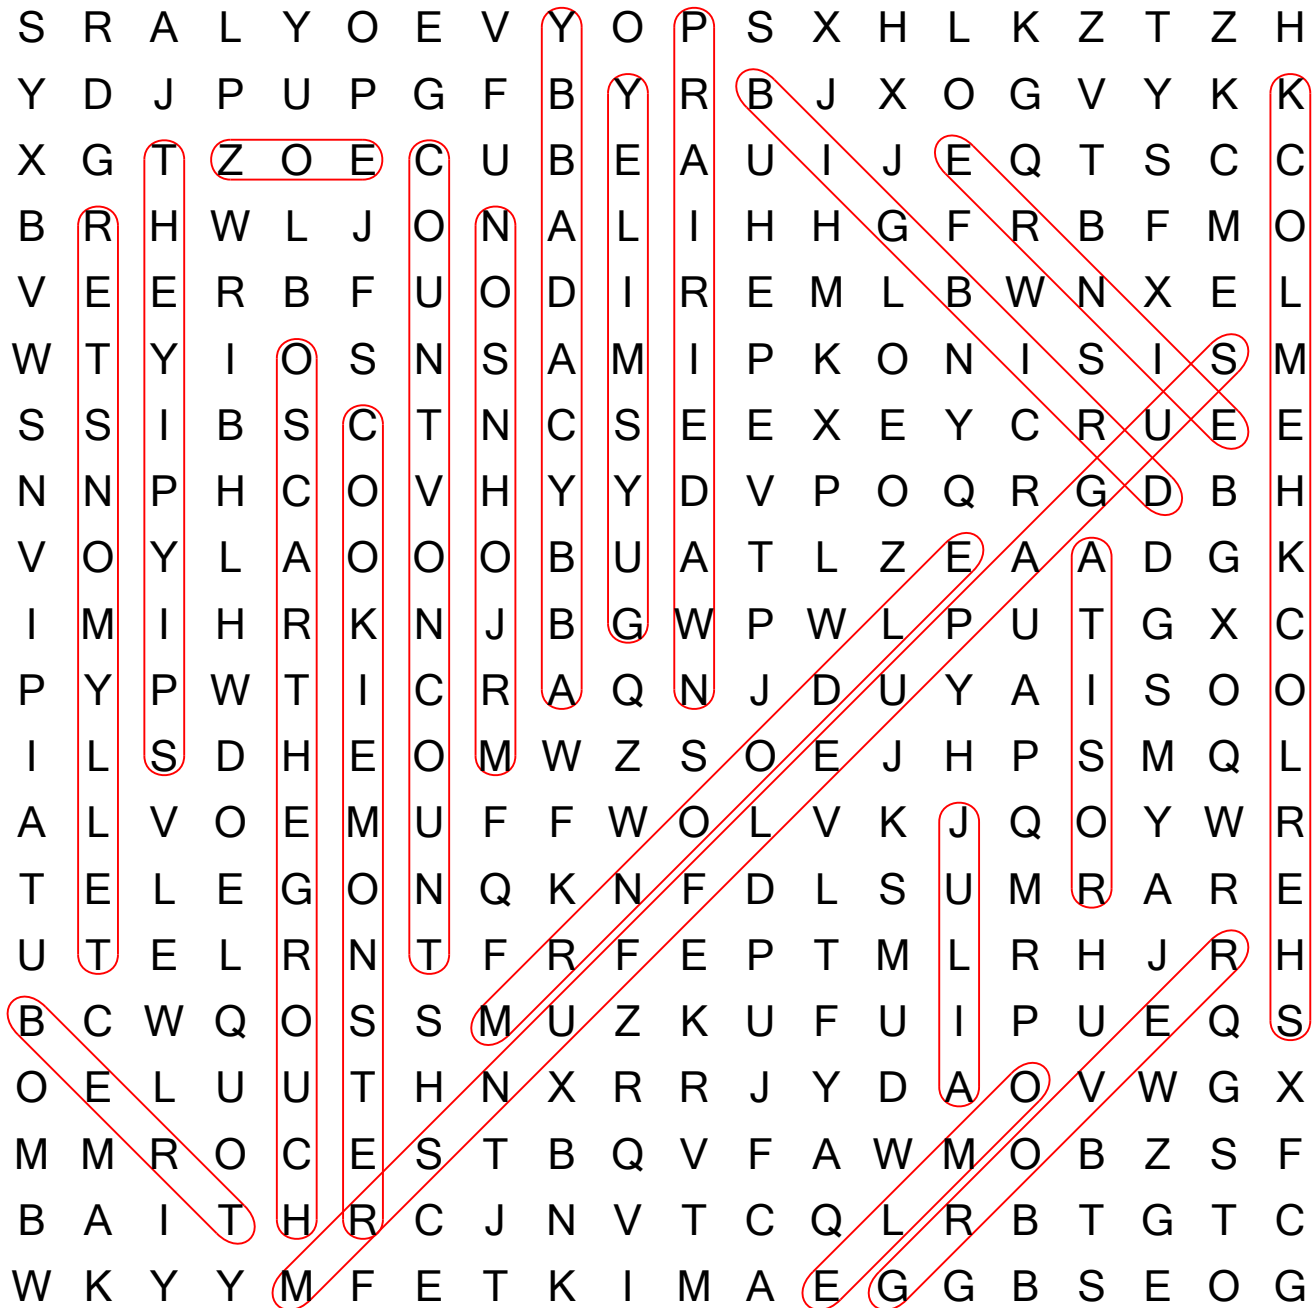 S R A L Y O E V Y O P S X H L K Z T Z H
Y D J P U P G F B Y R B J X O G V Y K K
X G T Z O E C U B E A U I J E Q T S C C
B R H W L J O N A L I H H G F R B F M O
V E E R B F U O D I R E M L B W N X E L
W T Y I O S N S A M I P K O N I S I S M
S S I B S C T N C S E E X E Y C R U E E
N N P H C O V H Y Y D V P O Q R G D B H
V O Y L A O O O B U A T L Z E A A D G K
I M I H R K N J B G W P W L P U T G X C
P Y P W T I C R A Q N J D U Y A I S O O
I L S D H E O M W Z S O E J H P S M Q L
A L V O E M U F F W O L V K J Q O Y W R
T E L E G O N Q K N F D L S U M R A R E
U T E L R N T F R F E P T M L R H J R H
B C W Q O S S M U Z K U F U I P U E Q S
O E L U U T H N X R R J Y D A O V W G X
M M R O C E S T B Q V F A W M O B Z S F
B A I T H R C J N V T C Q L R B T G T C
W K Y Y M F E T K I M A E G G B S E O G